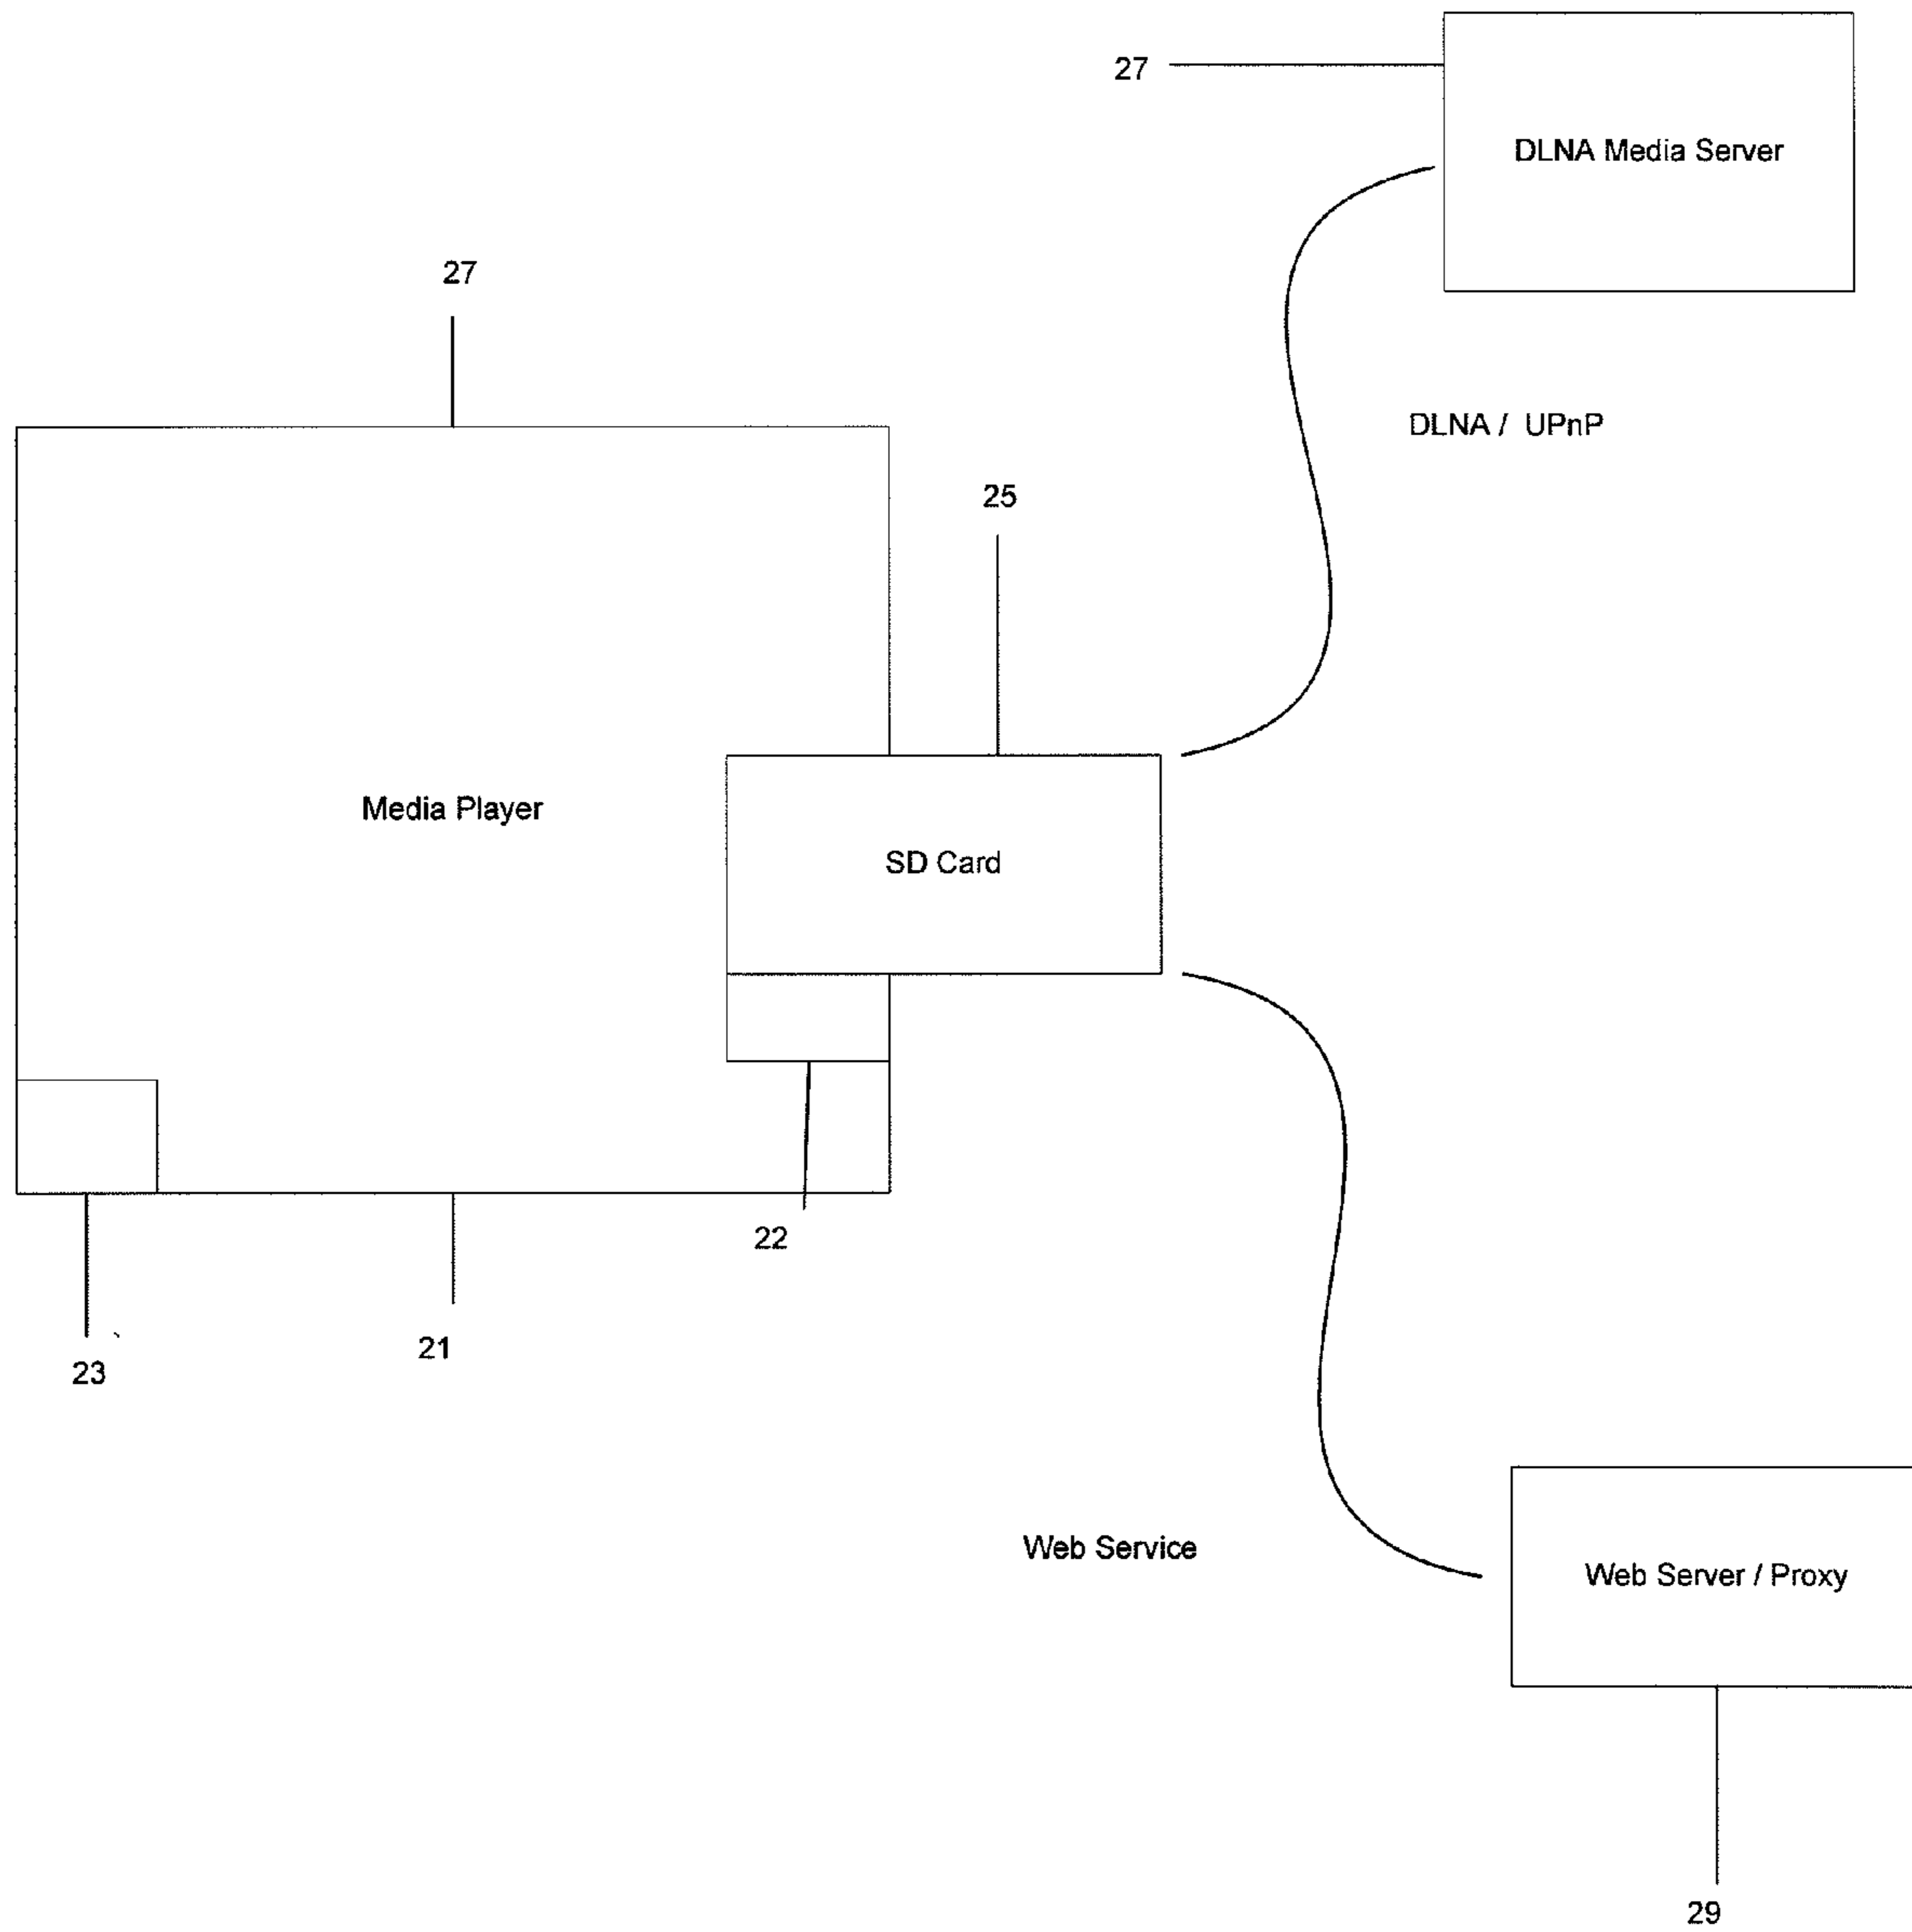 27
DLNA Media Server
27
DLNA / UPnP
25
Media Player
SD Card
22
21
23
Web Service
Web Server / Proxy
29